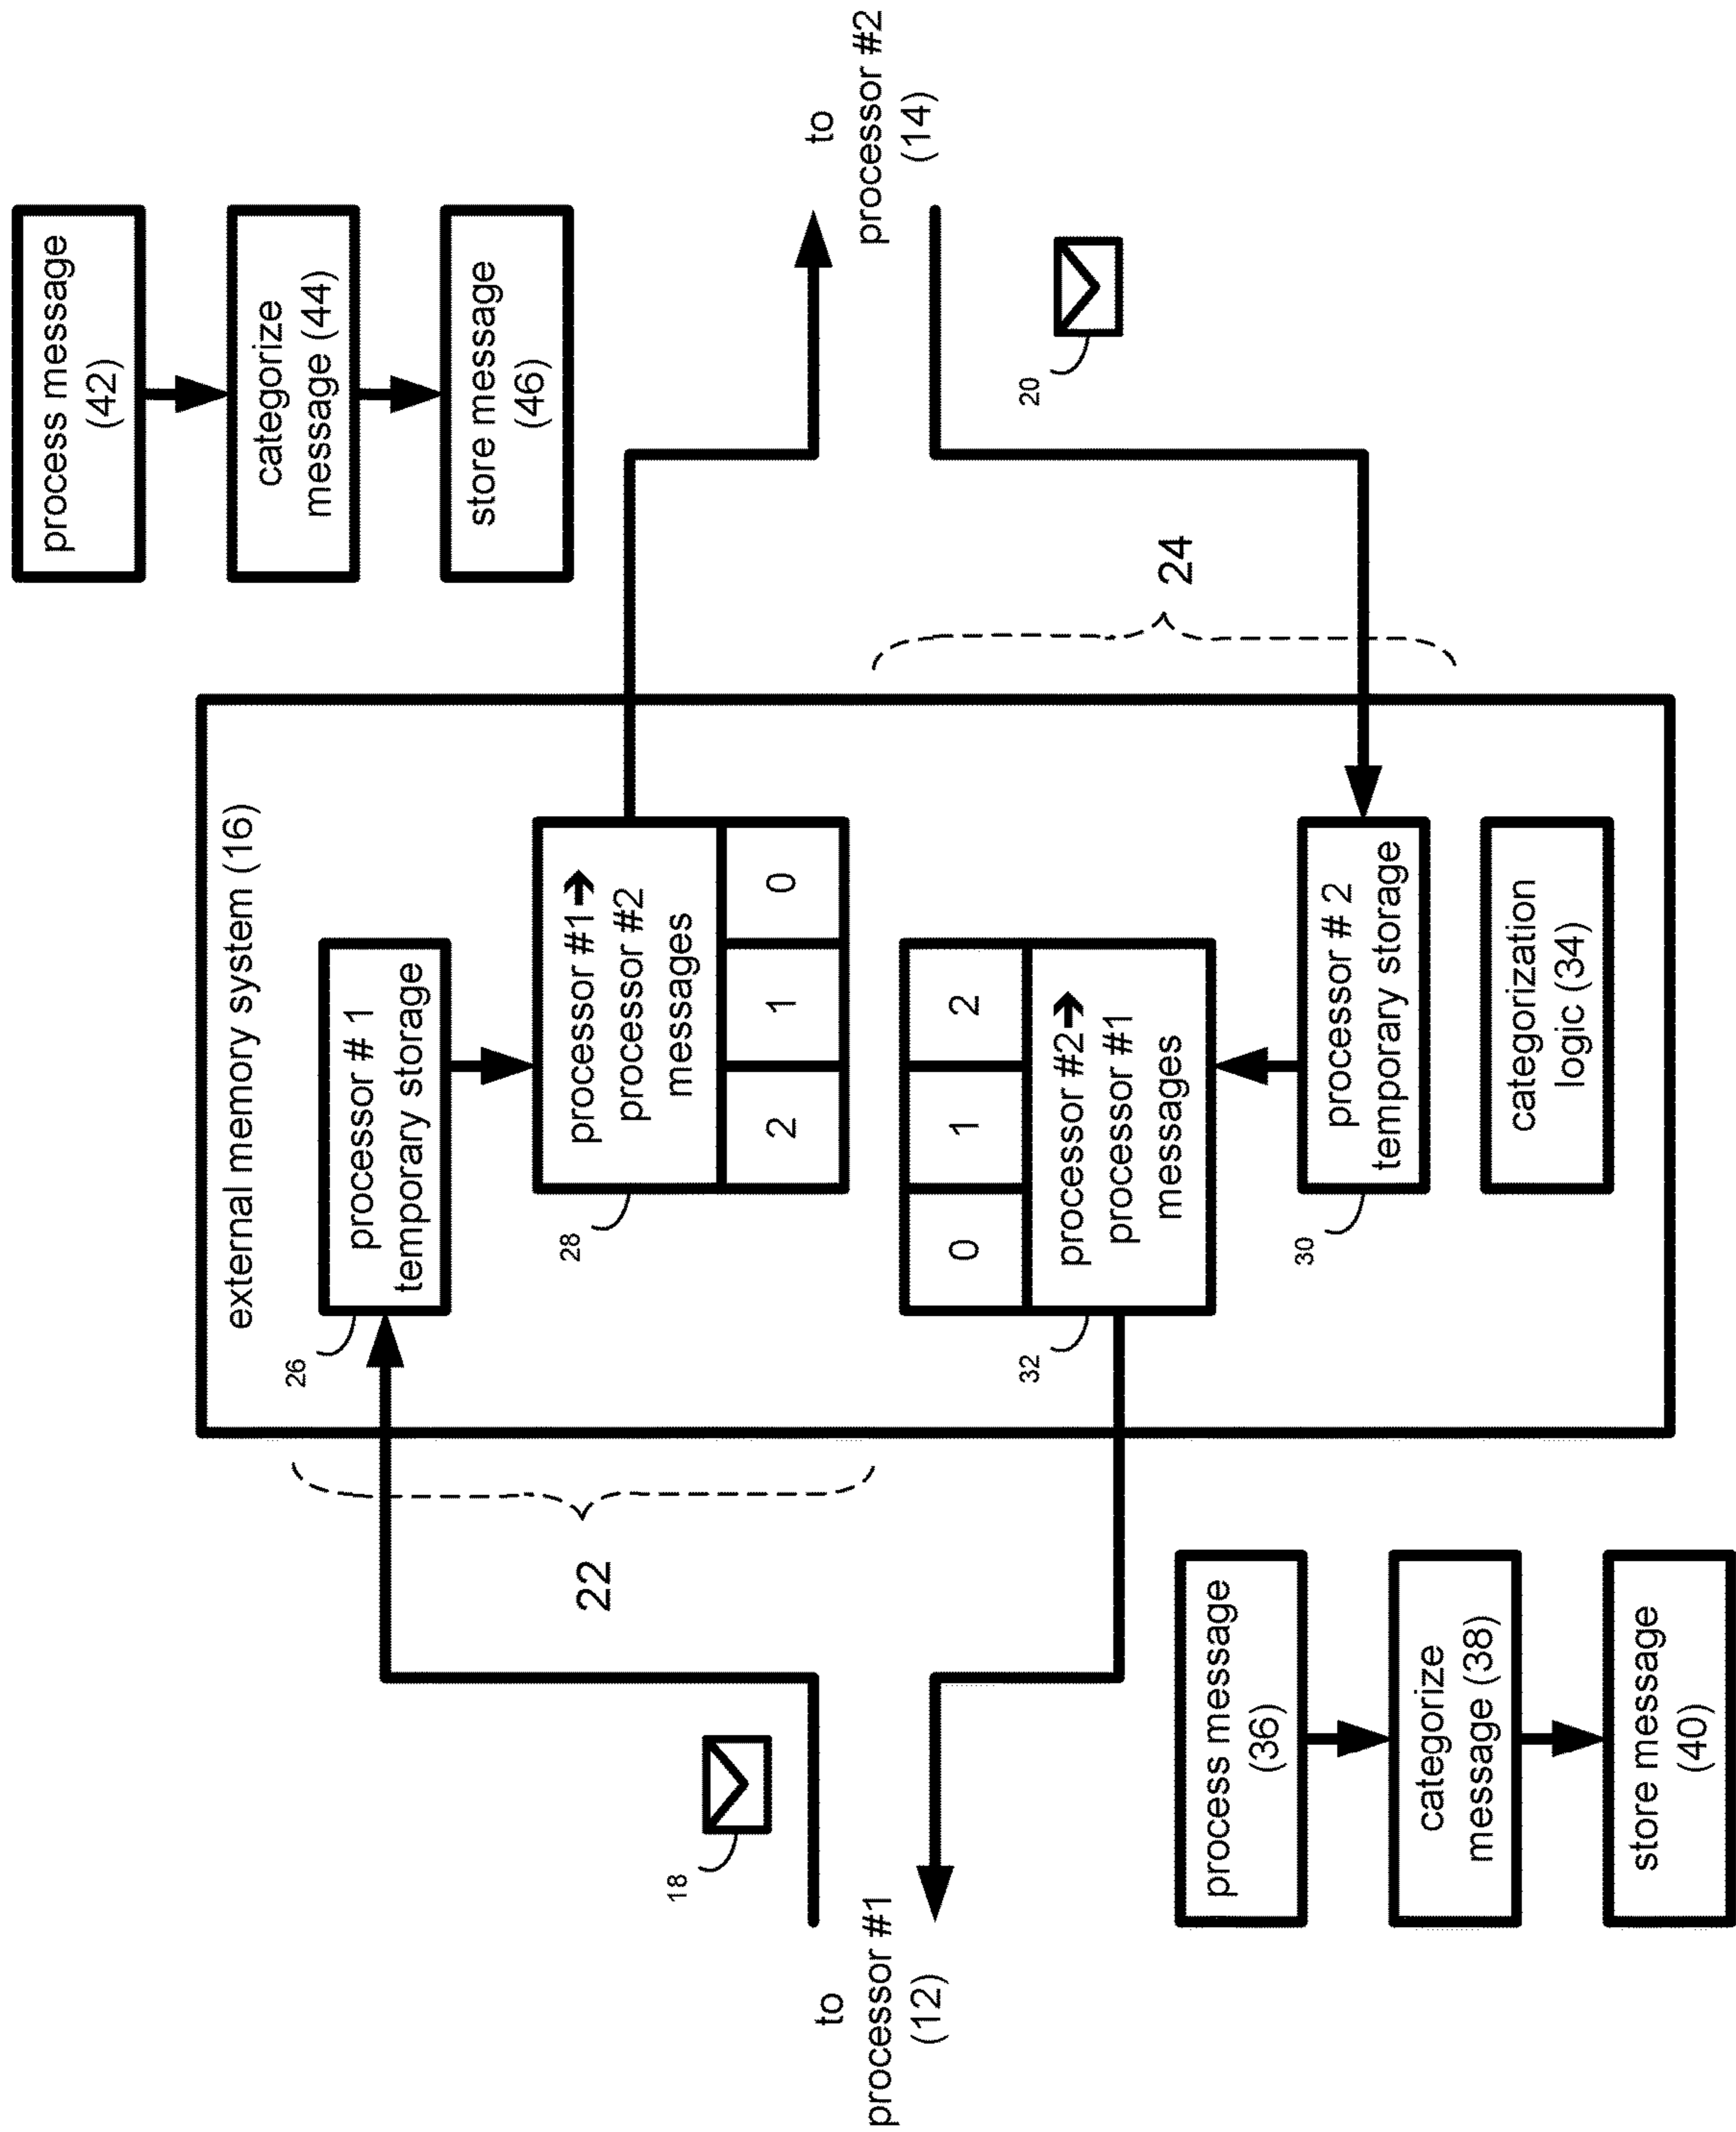 process message
(42)
categorize
message (44)
store message
(46)
external memory system (16)
26
processor # 1
temporary storage
28
processor #1➔
processor #2
messages
2
1
0
to
processor #2
(14)
22
18
20
24
to
processor #1
(12)
0
1
2
32
processor #2➔
processor #1
messages
30
processor # 2
temporary storage
categorization
logic (34)
process message
(36)
categorize
message (38)
store message
(40)